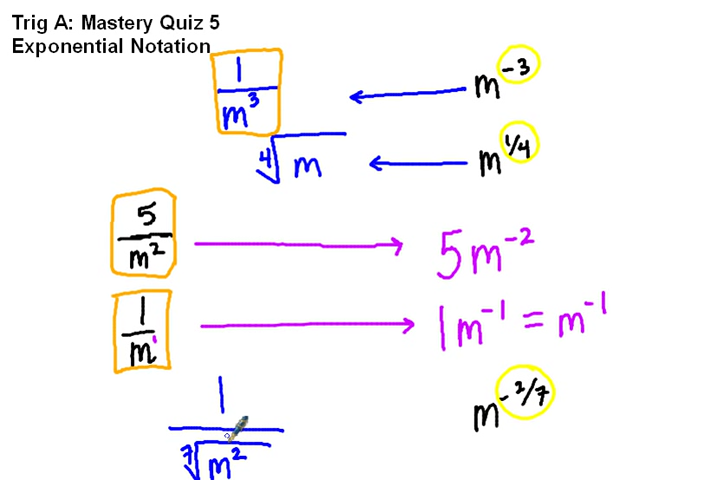 Trig A: Mastery Quiz 5
Exponential Notation
1/m³ ← m⁻³
⁴√m ← m^(1/4)
5/m² → 5m⁻²
1/m¹ → 1m⁻¹ = m⁻¹
1/⁷√m² m^(-2/7)